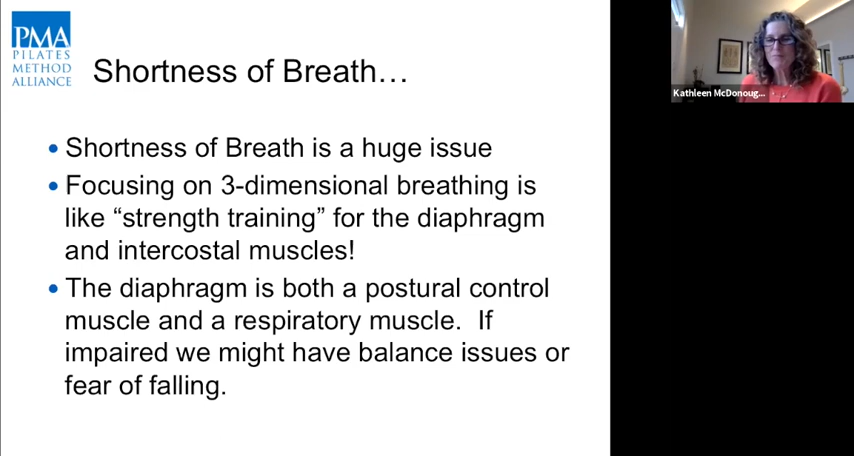 PMA
PILATES
METHOD
ALLIANCE
Shortness of Breath…
Kathleen McDonoug...
• Shortness of Breath is a huge issue
• Focusing on 3-dimensional breathing is
like “strength training” for the diaphragm
and intercostal muscles!
• The diaphragm is both a postural control
muscle and a respiratory muscle.  If
impaired we might have balance issues or
fear of falling.